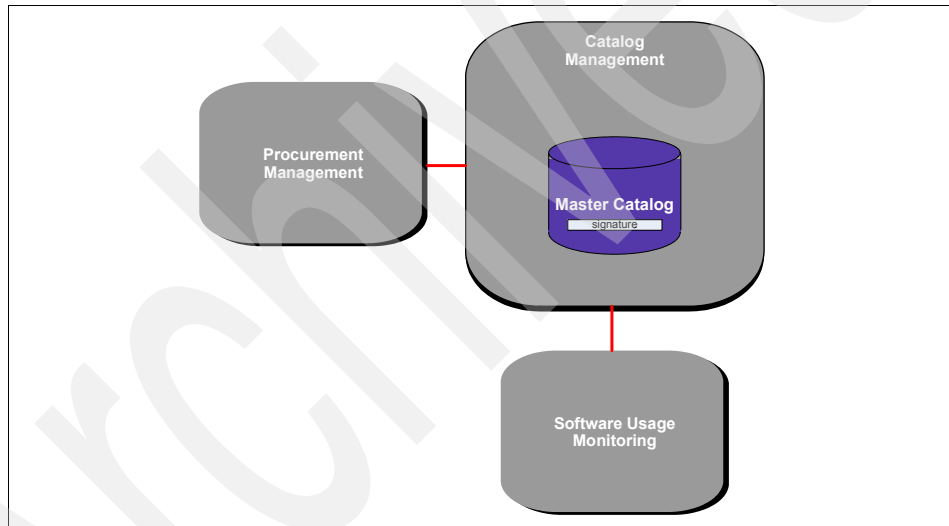 Catalog
Management
Procurement
Management
Master Catalog
signature
Software Usage
Monitoring